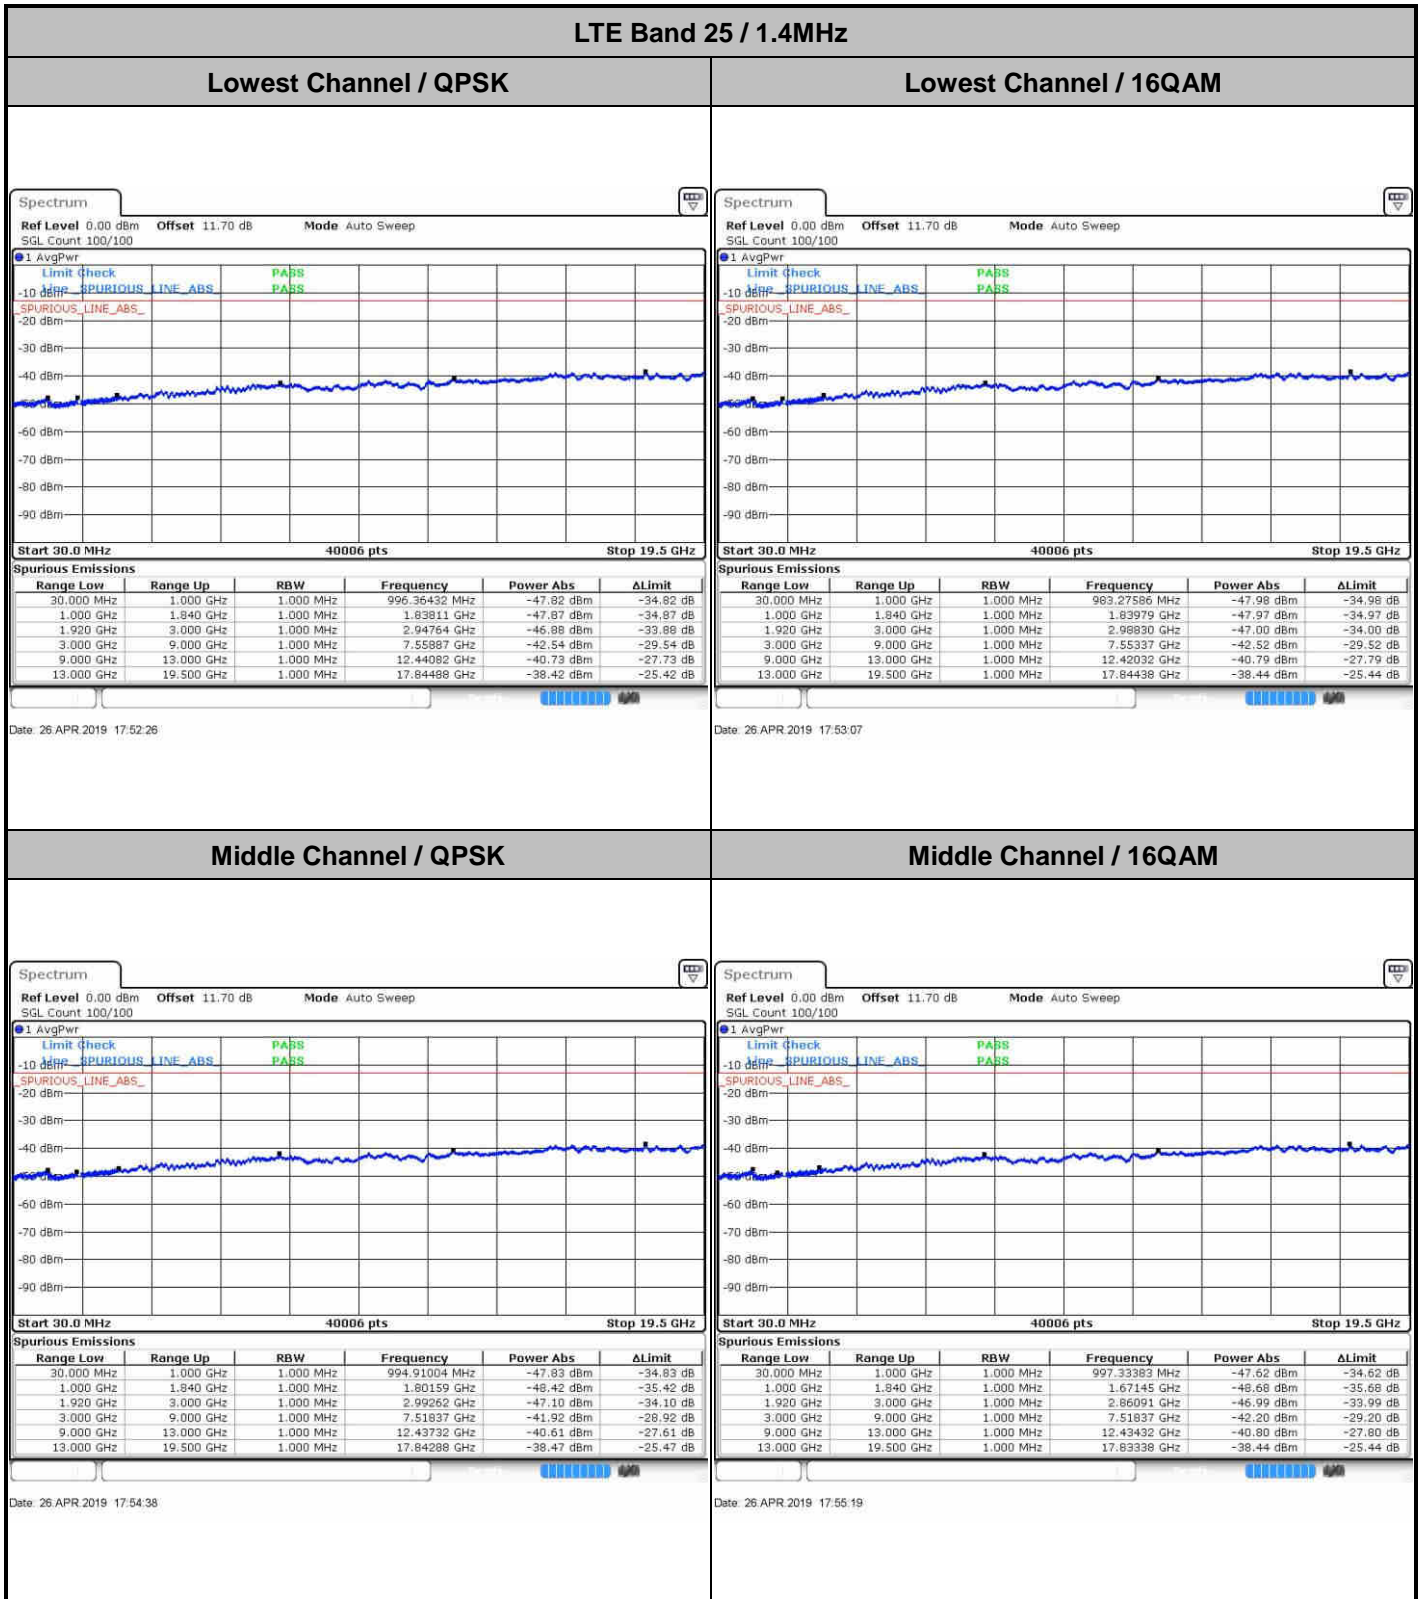 LTE Band 25 / 1.4MHz
Lowest Channel / QPSK
Lowest Channel / 16QAM
Spectrum
Ref Level 0.00 dBm Offset 11.70 dB Mode Auto Sweep
SGL Count 100/100
1 AvgPwr
Limit Check PASS
Line _SPURIOUS_LINE_ABS_ PASS
-10 dBm
_SPURIOUS_LINE_ABS_
-20 dBm
-30 dBm
-40 dBm
-50 dBm
-60 dBm
-70 dBm
-80 dBm
-90 dBm
Start 30.0 MHz 40006 pts Stop 19.5 GHz
Spurious Emissions
Range Low Range Up RBW Frequency Power Abs ΔLimit
30.000 MHz 1.000 GHz 1.000 MHz 996.36432 MHz -47.82 dBm -34.82 dB
1.000 GHz 1.840 GHz 1.000 MHz 1.83811 GHz -47.87 dBm -34.87 dB
1.920 GHz 3.000 GHz 1.000 MHz 2.94764 GHz -46.88 dBm -33.88 dB
3.000 GHz 9.000 GHz 1.000 MHz 7.55887 GHz -42.54 dBm -29.54 dB
9.000 GHz 13.000 GHz 1.000 MHz 12.44082 GHz -40.73 dBm -27.73 dB
13.000 GHz 19.500 GHz 1.000 MHz 17.84488 GHz -38.42 dBm -25.42 dB
Date: 26.APR.2019 17:52:26
Spectrum
Ref Level 0.00 dBm Offset 11.70 dB Mode Auto Sweep
SGL Count 100/100
1 AvgPwr
Limit Check PASS
Line _SPURIOUS_LINE_ABS_ PASS
-10 dBm
_SPURIOUS_LINE_ABS_
-20 dBm
-30 dBm
-40 dBm
-50 dBm
-60 dBm
-70 dBm
-80 dBm
-90 dBm
Start 30.0 MHz 40006 pts Stop 19.5 GHz
Spurious Emissions
Range Low Range Up RBW Frequency Power Abs ΔLimit
30.000 MHz 1.000 GHz 1.000 MHz 983.27586 MHz -47.98 dBm -34.98 dB
1.000 GHz 1.840 GHz 1.000 MHz 1.83979 GHz -47.97 dBm -34.97 dB
1.920 GHz 3.000 GHz 1.000 MHz 2.98830 GHz -47.00 dBm -34.00 dB
3.000 GHz 9.000 GHz 1.000 MHz 7.55337 GHz -42.52 dBm -29.52 dB
9.000 GHz 13.000 GHz 1.000 MHz 12.42032 GHz -40.79 dBm -27.79 dB
13.000 GHz 19.500 GHz 1.000 MHz 17.84438 GHz -38.44 dBm -25.44 dB
Date: 26.APR.2019 17:53:07
Middle Channel / QPSK
Middle Channel / 16QAM
Spectrum
Ref Level 0.00 dBm Offset 11.70 dB Mode Auto Sweep
SGL Count 100/100
1 AvgPwr
Limit Check PASS
Line _SPURIOUS_LINE_ABS_ PASS
-10 dBm
_SPURIOUS_LINE_ABS_
-20 dBm
-30 dBm
-40 dBm
-50 dBm
-60 dBm
-70 dBm
-80 dBm
-90 dBm
Start 30.0 MHz 40006 pts Stop 19.5 GHz
Spurious Emissions
Range Low Range Up RBW Frequency Power Abs ΔLimit
30.000 MHz 1.000 GHz 1.000 MHz 994.91004 MHz -47.83 dBm -34.83 dB
1.000 GHz 1.840 GHz 1.000 MHz 1.80159 GHz -48.42 dBm -35.42 dB
1.920 GHz 3.000 GHz 1.000 MHz 2.99262 GHz -47.10 dBm -34.10 dB
3.000 GHz 9.000 GHz 1.000 MHz 7.51837 GHz -41.92 dBm -28.92 dB
9.000 GHz 13.000 GHz 1.000 MHz 12.43732 GHz -40.61 dBm -27.61 dB
13.000 GHz 19.500 GHz 1.000 MHz 17.84288 GHz -38.47 dBm -25.47 dB
Date: 26.APR.2019 17:54:38
Spectrum
Ref Level 0.00 dBm Offset 11.70 dB Mode Auto Sweep
SGL Count 100/100
1 AvgPwr
Limit Check PASS
Line _SPURIOUS_LINE_ABS_ PASS
-10 dBm
_SPURIOUS_LINE_ABS_
-20 dBm
-30 dBm
-40 dBm
-50 dBm
-60 dBm
-70 dBm
-80 dBm
-90 dBm
Start 30.0 MHz 40006 pts Stop 19.5 GHz
Spurious Emissions
Range Low Range Up RBW Frequency Power Abs ΔLimit
30.000 MHz 1.000 GHz 1.000 MHz 997.33383 MHz -47.62 dBm -34.62 dB
1.000 GHz 1.840 GHz 1.000 MHz 1.67145 GHz -48.68 dBm -35.68 dB
1.920 GHz 3.000 GHz 1.000 MHz 2.86091 GHz -46.99 dBm -33.99 dB
3.000 GHz 9.000 GHz 1.000 MHz 7.51837 GHz -42.20 dBm -29.20 dB
9.000 GHz 13.000 GHz 1.000 MHz 12.43432 GHz -40.80 dBm -27.80 dB
13.000 GHz 19.500 GHz 1.000 MHz 17.83338 GHz -38.44 dBm -25.44 dB
Date: 26.APR.2019 17:55:19